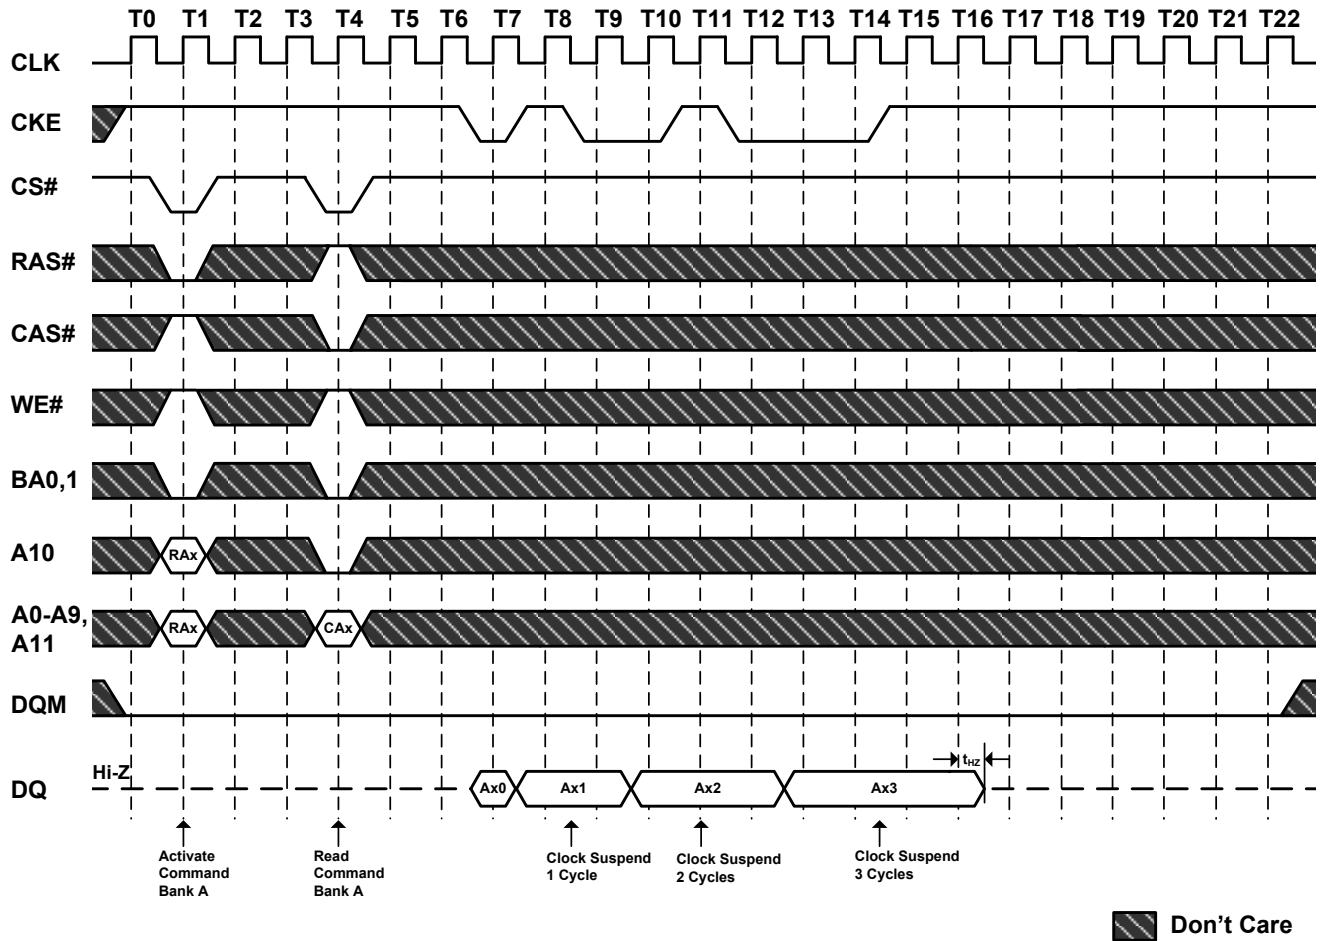 T0 T1 T2 T3 T4 T5 T6 T7 T8 T9 T10 T11 T12 T13 T14 T15 T16 T17 T18 T19 T20 T21 T22
CLK
CKE
CS#
RAS#
CAS#
WE#
BA0,1
A10
RAx
A0-A9,
A11
RAx CAx
DQM
tHZ
Hi-Z
DQ
Ax0 Ax1 Ax2 Ax3
Activate
Command
Bank A
Read
Command
Bank A
Clock Suspend
1 Cycle
Clock Suspend
2 Cycles
Clock Suspend
3 Cycles
Don't Care